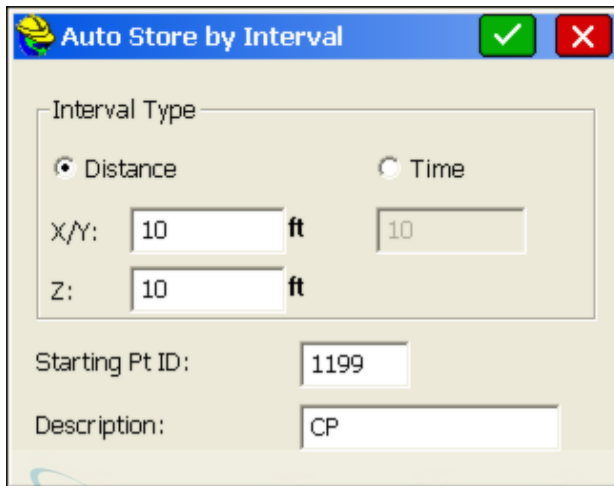 Auto Store by Interval
Interval Type
Distance Time
X/Y: 10 ft 10
Z: 10 ft
Starting Pt ID: 1199
Description: CP